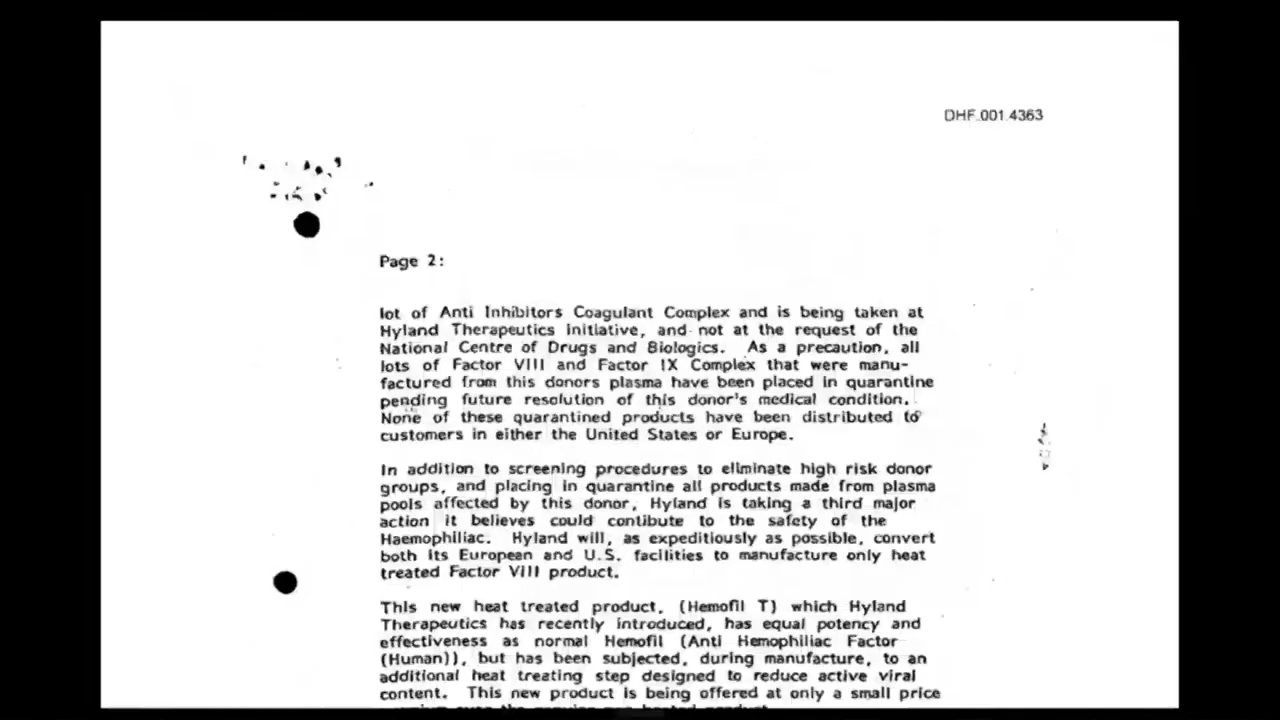 DHF.001.4363
Page 2:
lot of Anti Inhibitors Coagulant Complex and is being taken at
Hyland Therapeutics initiative, and not at the request of the
National Centre of Drugs and Biologics. As a precaution, all
lots of Factor VIII and Factor IX Complex that were manu-
factured from this donors plasma have been placed in quarantine
pending future resolution of this donor's medical condition.
None of these quarantined products have been distributed to
customers in either the United States or Europe.
In addition to screening procedures to eliminate high risk donor
groups, and placing in quarantine all products made from plasma
pools affected by this donor, Hyland is taking a third major
action it believes could contibute to the safety of the
Haemophiliac. Hyland will, as expeditiously as possible, convert
both its European and U.S. facilities to manufacture only heat
treated Factor VIII product.
This new heat treated product, (Hemofil T) which Hyland
Therapeutics has recently introduced, has equal potency and
effectiveness as normal Hemofil (Anti Hemophiliac Factor
(Human)), but has been subjected, during manufacture, to an
additional heat treating step designed to reduce active viral
content. This new product is being offered at only a small price